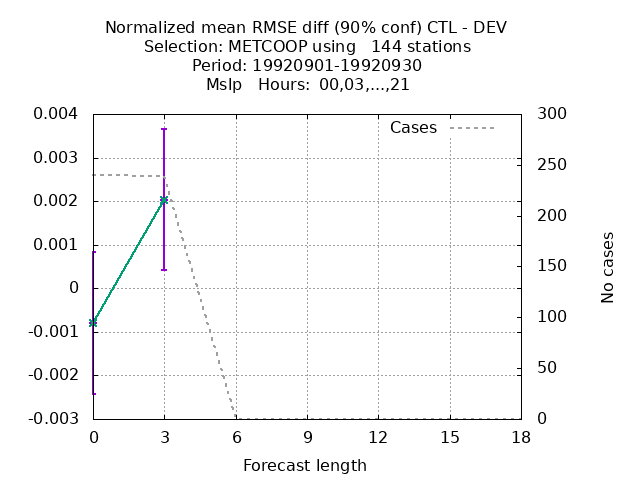 Normalized mean RMSE diff (90% conf) CTL - DEV
Selection: METCOOP using   144 stations
Period: 19920901-19920930
Mslp   Hours:  00,03,...,21
0.004
0.003
0.002
0.001
0
-0.001
-0.002
-0.003
Cases
300
250
200
150
100
50
0
No cases
0 3 6 9 12 15 18
Forecast length